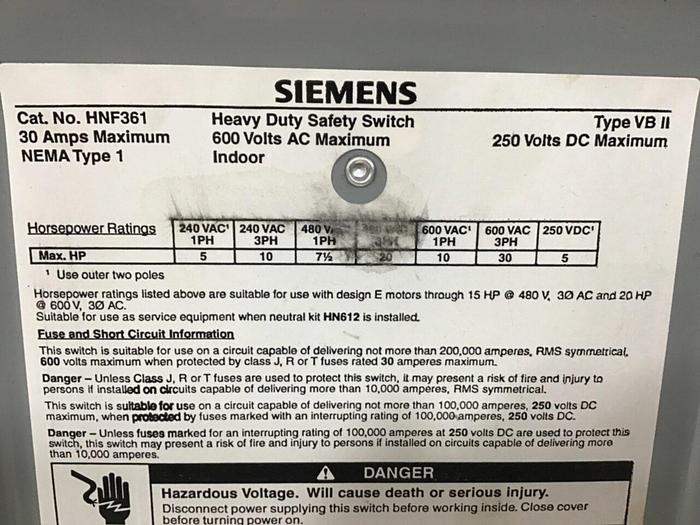 SIEMENS
Cat. No. HNF361 Heavy Duty Safety Switch Type VB II
30 Amps Maximum 600 Volts AC Maximum 250 Volts DC Maximum
NEMA Type 1 Indoor
Horsepower Ratings 240 VAC¹ 240 VAC 480 V 600 VAC¹ 600 VAC 250 VDC¹
1PH 3PH 1PH 1PH 3PH
Max. HP 5 10 7½ 20 10 30 5
¹ Use outer two poles
Horsepower ratings listed above are suitable for use with design E motors through 15 HP @ 480 V, 3Ø AC and 20 HP
@ 600 V, 3Ø AC.
Suitable for use as service equipment when neutral kit HN612 is installed.
Fuse and Short Circuit Information
This switch is suitable for use on a circuit capable of delivering not more than 200,000 amperes, RMS symmetrical,
600 volts maximum when protected by class J, R or T fuses rated 30 amperes maximum.
Danger – Unless Class J, R or T fuses are used to protect this switch, it may present a risk of fire and injury to
persons if installed on circuits capable of delivering more than 10,000 amperes, RMS symmetrical.
This switch is suitable for use on a circuit capable of delivering not more than 100,000 amperes, 250 volts DC
maximum, when protected by fuses marked with an interrupting rating of 100,000 amperes, 250 volts DC.
Danger – Unless fuses marked for an interrupting rating of 100,000 amperes at 250 volts DC are used to protect this
switch, this switch may present a risk of fire and injury to persons if installed on circuits capable of delivering more
than 10,000 amperes.
DANGER
Hazardous Voltage. Will cause death or serious injury.
Disconnect power supplying this switch before working inside. Close cover
before turning power on.